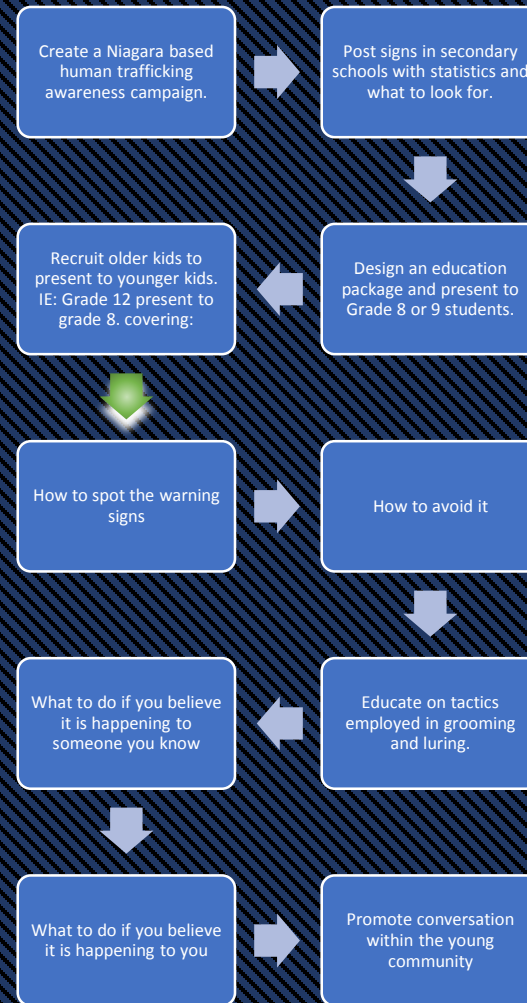 Create a Niagara based
human trafficking
awareness campaign.
Post signs in secondary
schools with statistics and
what to look for.
Design an education
package and present to
Grade 8 or 9 students.
Recruit older kids to
present to younger kids.
IE: Grade 12 present to
grade 8. covering:
How to spot the warning
signs
How to avoid it
Educate on tactics
employed in grooming
and luring.
What to do if you believe
it is happening to
someone you know
What to do if you believe
it is happening to you
Promote conversation
within the young
community